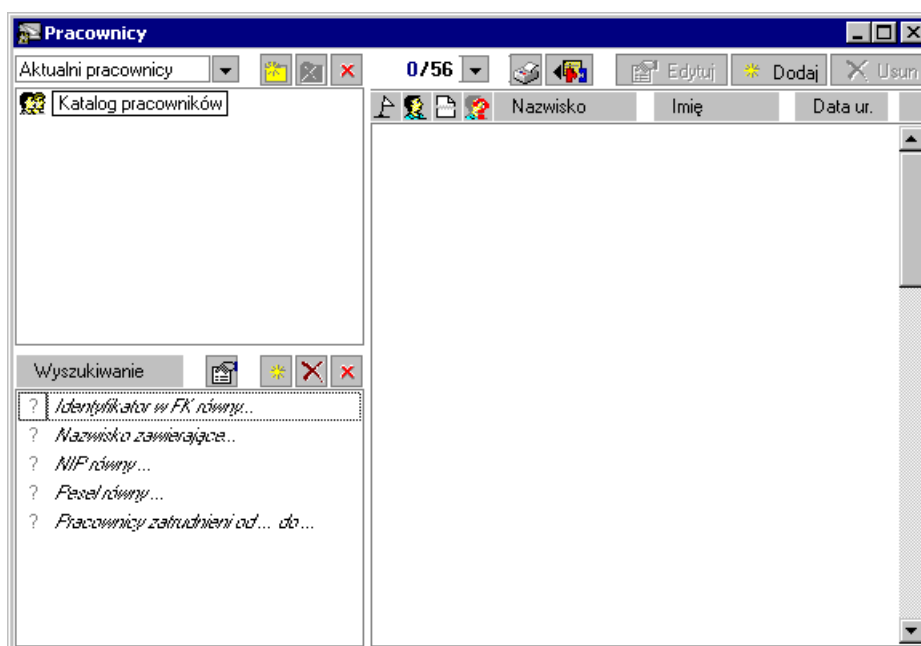 Pracownicy
Aktualni pracownicy 0/56 Edytuj Dodaj Usuń
Katalog pracowników Nazwisko Imię Data ur.
Wyszukiwanie
? Identyfikator w FK równy...
? Nazwisko zawierające...
? NIP równy...
? Pesel równy...
? Pracownicy zatrudnieni od... do...